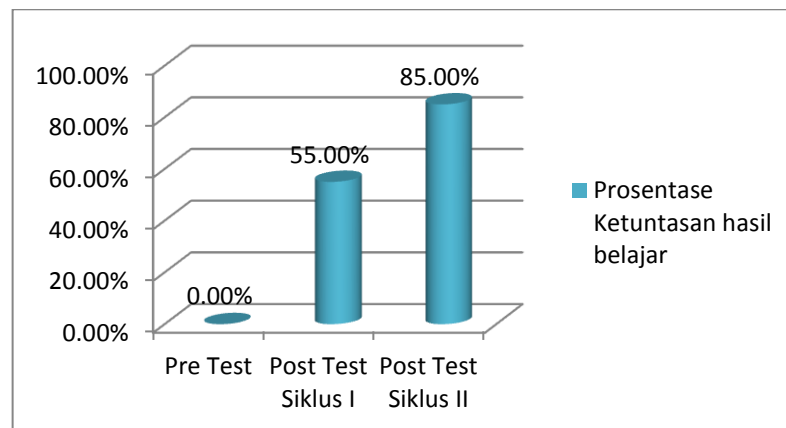 100.00%
80.00%
60.00%
40.00%
20.00%
0.00%
0.00%
55.00%
85.00%
Pre Test
Post Test
Siklus I
Post Test
Siklus II
Prosentase
Ketuntasan hasil
belajar